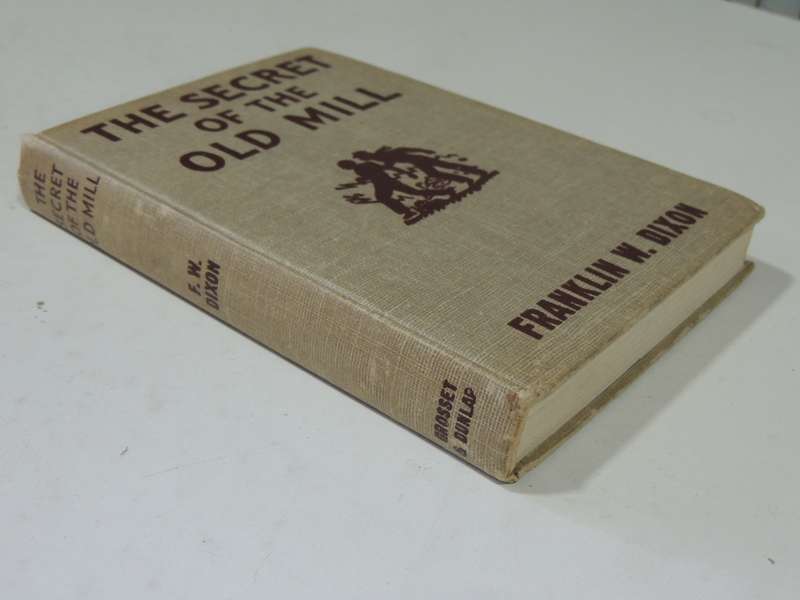 THE SECRET
OF THE
OLD MILL
FRANKLIN W. DIXON
THE
SECRET
OF THE
OLD MILL
F. W.
DIXON
GROSSET
& DUNLAP